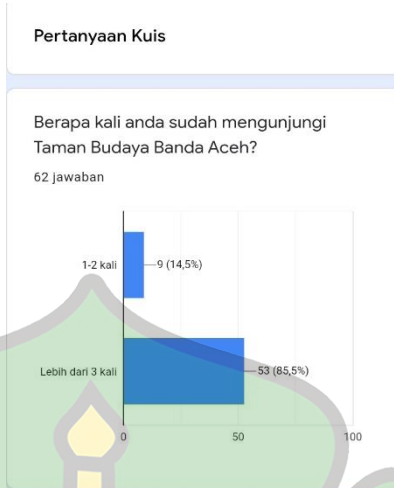 Pertanyaan Kuis
Berapa kali anda sudah mengunjungi
Taman Budaya Banda Aceh?
62 jawaban
1-2 kali
9 (14,5%)
Lebih dari 3 kali
53 (85,5%)
0
50
100